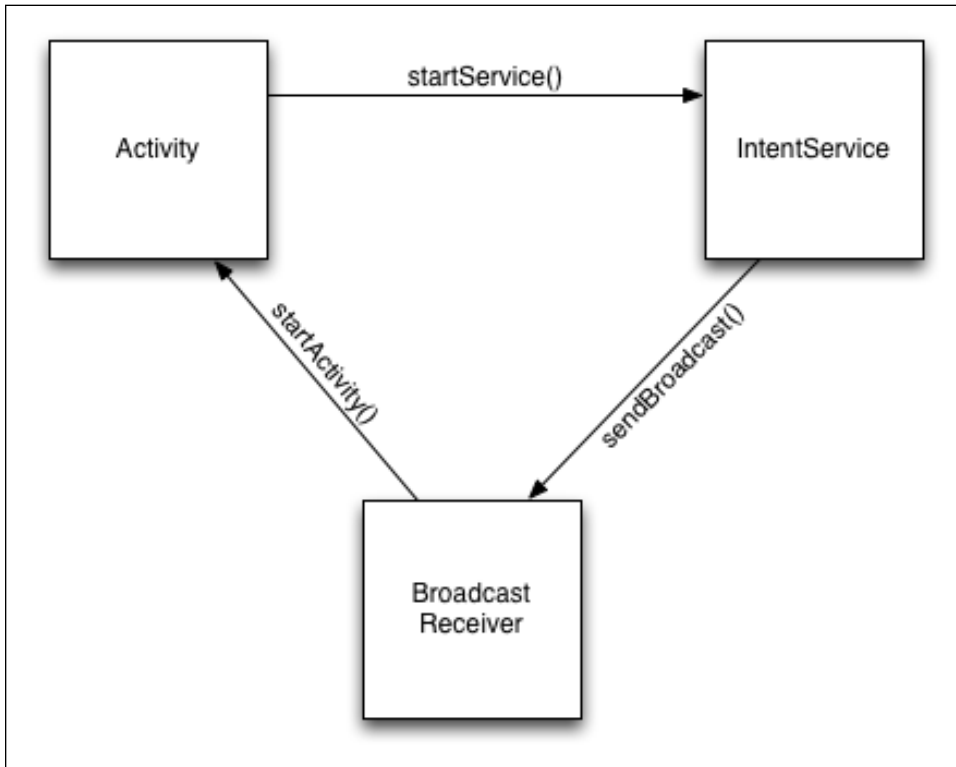 startService()
Activity
IntentService
startActivity()
sendBroadcast()
Broadcast
Receiver